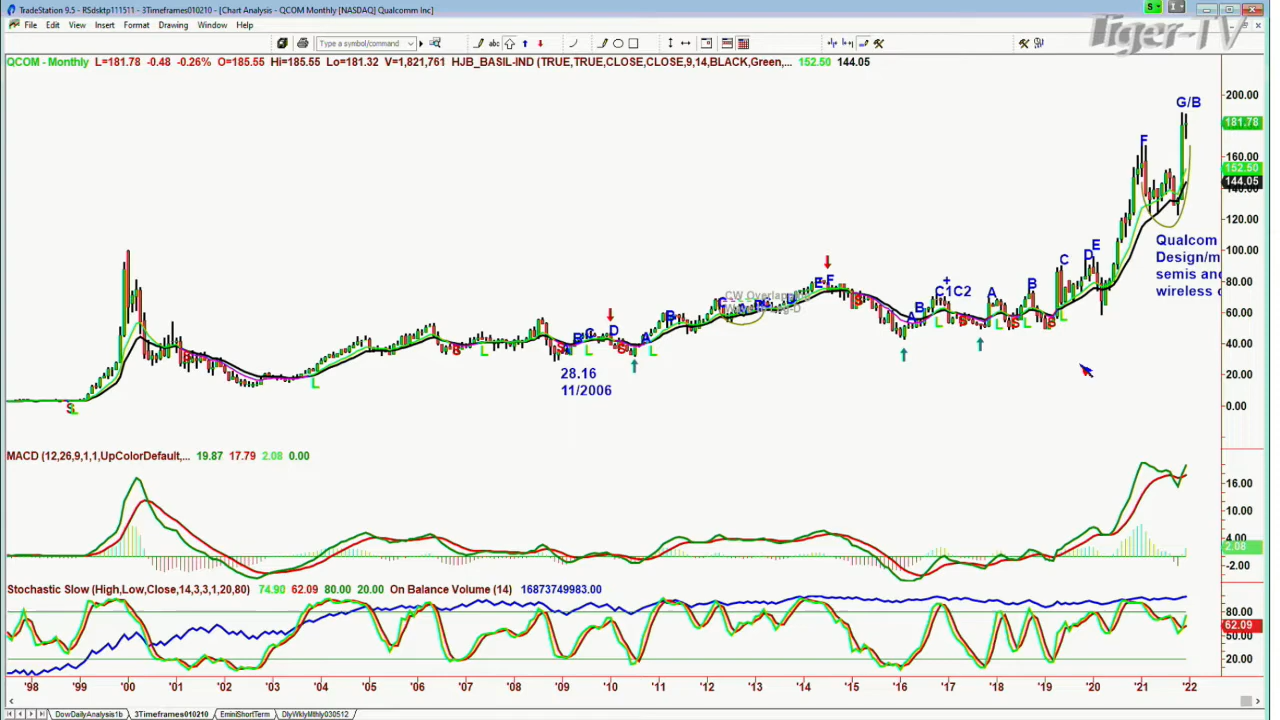 TradeStation 9.5 - RSdsktp111511 - 3Timeframes010210 - [Chart Analysis - QCOM Monthly [NASDAQ] Qualcomm Inc]
File Edit View Insert Format Drawing Window Help
Tiger-TV
Type a symbol/command
abc
QCOM - Monthly L=181.78 -0.48 -0.26% O=185.55 Hi=185.55 Lo=181.32 V=1,821,761 HJB_BASIL-IND (TRUE,TRUE,CLOSE,CLOSE,9,14,BLACK,Green,... 152.50 144.05
G/B
F
200.00
181.78
160.00
152.50
144.05
140.00
120.00
100.00
80.00
60.00
40.00
20.00
0.00
Qualcom
Design/m
semis and
wireless c
E
D
C
B
A
+
C1C2
A B
E F
D
B
A
D
C
B
28.16
11/2006
S L
MACD (12,26,9,1,1,UpColorDefault,... 19.87 17.79 2.08 0.00
16.00
10.00
4.00
2.08
-2.00
Stochastic Slow (High,Low,Close,14,3,3,1,20,80) 74.90 62.09 80.00 20.00 On Balance Volume (14) 16873749983.00
80.00
62.09
50.00
20.00
'98 '99 '00 '01 '02 '03 '04 '05 '06 '07 '08 '09 '10 '11 '12 '13 '14 '15 '16 '17 '18 '19 '20 '21 '22
DowDailyAnalysis1b 3Timeframes010210 EminiShortTerm DlyWklyMthly030512